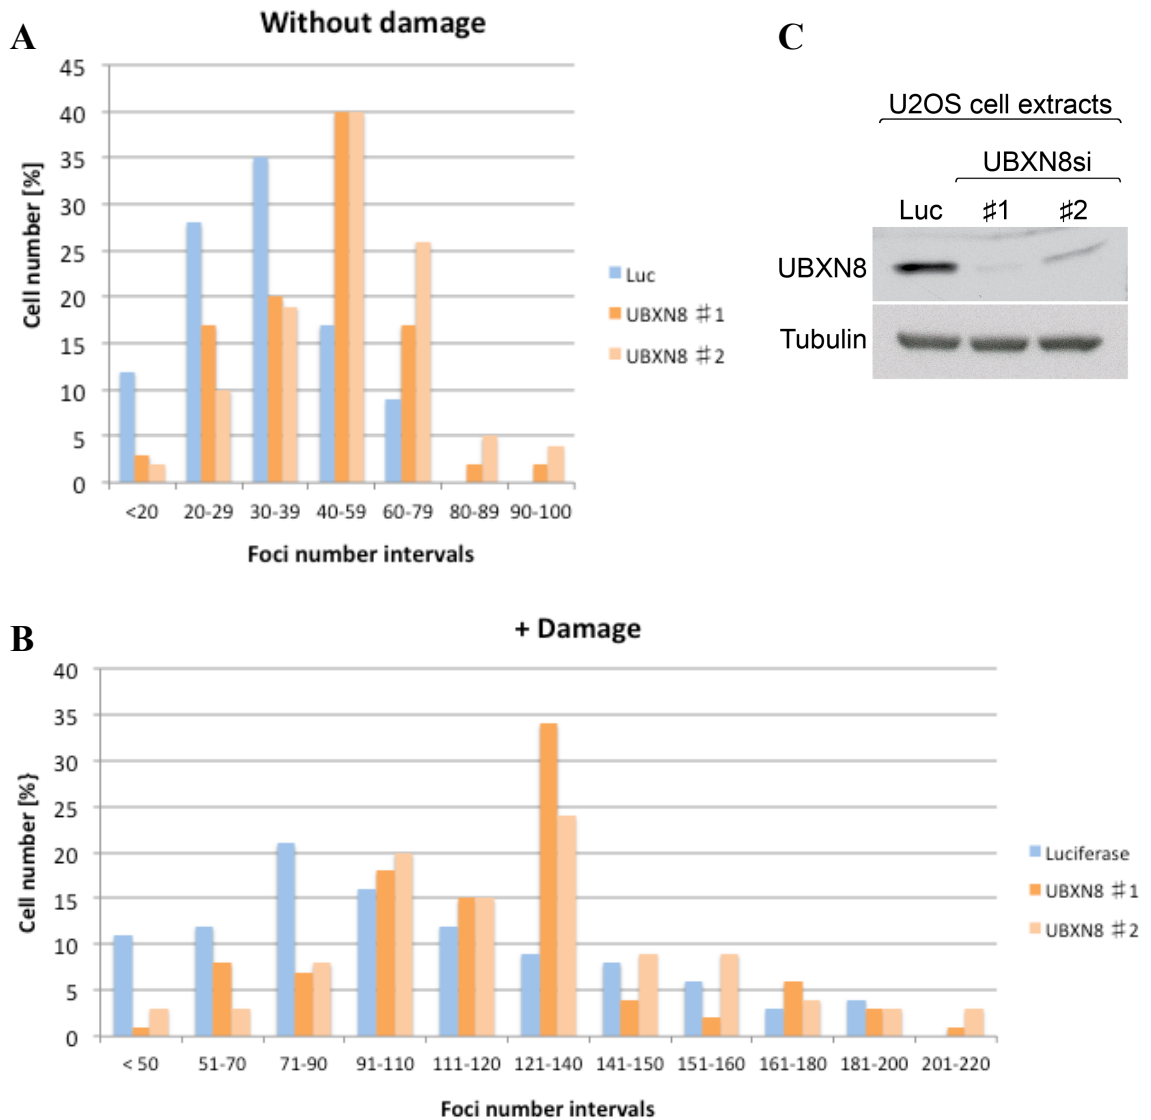 A
Without damage
45
40
35
30
25
20
15
10
5
0
Cell number [%]
<20 20-29 30-39 40-59 60-79 80-89 90-100
Foci number intervals
Luc
UBXN8 ♯1
UBXN8 ♯2
C
U2OS cell extracts
UBXN8si
Luc ♯1 ♯2
UBXN8
Tubulin
B
+ Damage
40
35
30
25
20
15
10
5
0
Cell number [%}
< 50 51-70 71-90 91-110 111-120 121-140 141-150 151-160 161-180 181-200 201-220
Foci number intervals
Luciferase
UBXN8 ♯1
UBXN8 ♯2